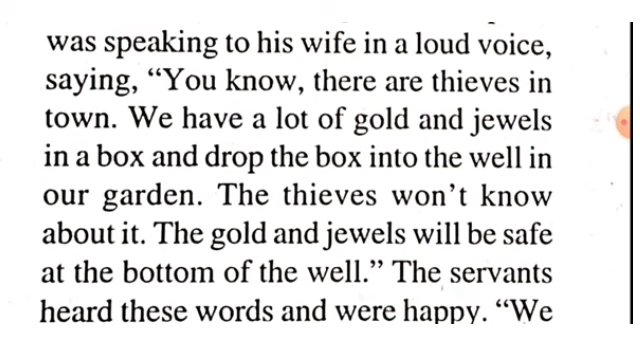 was speaking to his wife in a loud voice,
saying, “You know, there are thieves in
town. We have a lot of gold and jewels
in a box and drop the box into the well in
our garden. The thieves won’t know
about it. The gold and jewels will be safe
at the bottom of the well.” The servants
heard these words and were happy. “We